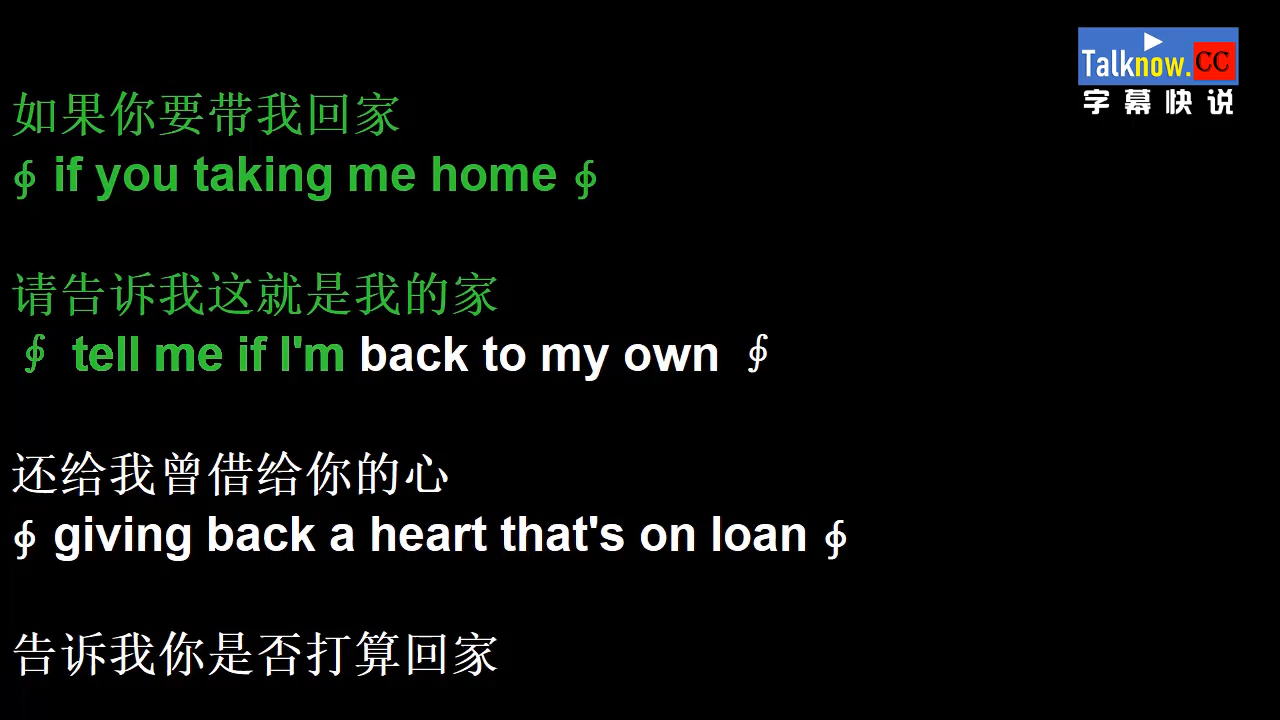 Talknow.CC
字幕快说
如果你要带我回家
∮ if you taking me home ∮
请告诉我这就是我的家
∮ tell me if I'm back to my own ∮
还给我曾借给你的心
∮ giving back a heart that's on loan ∮
告诉我你是否打算回家